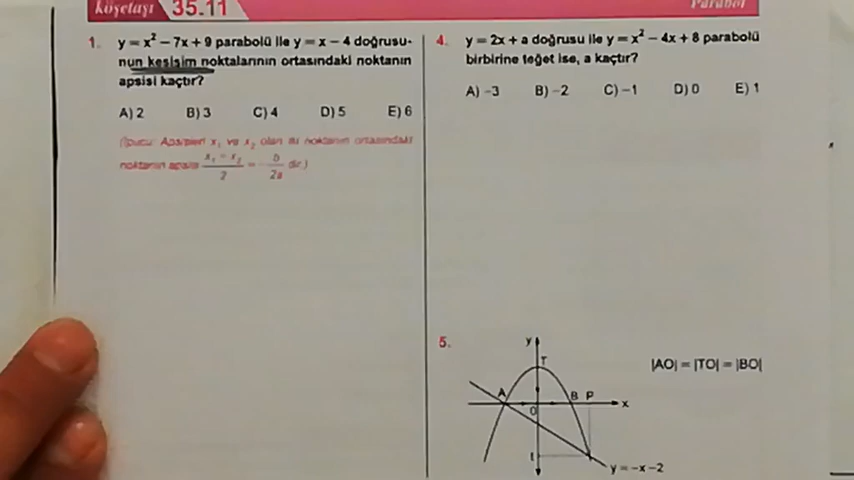 köşetaşı 35.11
Parabol
1. y = x² – 7x + 9 parabolü ile y = x – 4 doğrusu-
nun kesişim noktalarının ortasındaki noktanın
apsisi kaçtır?
A) 2 B) 3 C) 4 D) 5 E) 6
(İpucu: Apsisleri x₁ ve x₂ olan iki noktanın ortasındaki
noktanın apsisi (x₁ + x₂)/2 = – b/2a dır.)
4. y = 2x + a doğrusu ile y = x² – 4x + 8 parabolü
birbirine teğet ise, a kaçtır?
A) –3 B) –2 C) –1 D) 0 E) 1
5.
|AO| = |TO| = |BO|
y
T
A
B P
0
x
t
y = –x – 2